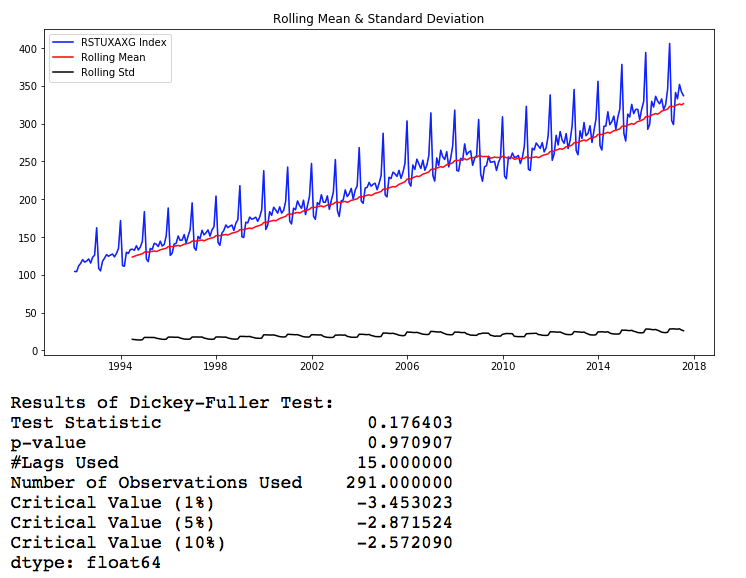 Rolling Mean & Standard Deviation
RSTUXAXG Index
Rolling Mean
Rolling Std
400
350
300
250
200
150
100
50
0
1994 1998 2002 2006 2010 2014 2018
Results of Dickey-Fuller Test:
Test Statistic 0.176403
p-value 0.970907
#Lags Used 15.000000
Number of Observations Used 291.000000
Critical Value (1%) -3.453023
Critical Value (5%) -2.871524
Critical Value (10%) -2.572090
dtype: float64